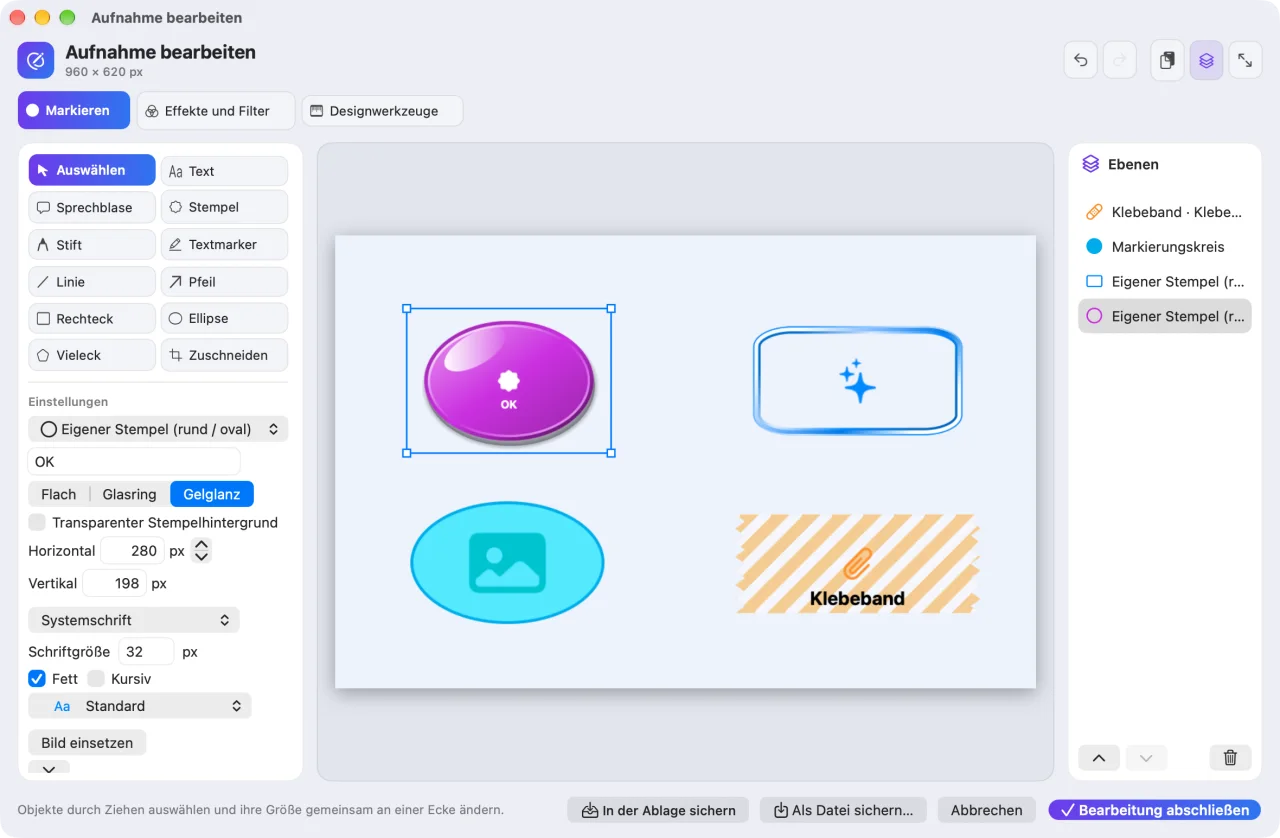 Aufnahme bearbeiten
Aufnahme bearbeiten
960 × 620 px
Markieren
Effekte und Filter
Designwerkzeuge
Auswählen
Aa Text
Sprechblase
Stempel
Stift
Textmarker
Linie
Pfeil
Rechteck
Ellipse
Vieleck
Zuschneiden
Einstellungen
Eigener Stempel (rund / oval)
OK
Flach
Glasring
Gelglanz
Transparenter Stempelhintergrund
Horizontal 280 px
Vertikal 198 px
Systemschrift
Schriftgröße 32 px
Fett
Kursiv
Aa Standard
Bild einsetzen
OK
Klebeband
Ebenen
Klebeband · Klebe...
Markierungskreis
Eigener Stempel (r...
Eigener Stempel (r...
Objekte durch Ziehen auswählen und ihre Größe gemeinsam an einer Ecke ändern.
In der Ablage sichern
Als Datei sichern...
Abbrechen
Bearbeitung abschließen